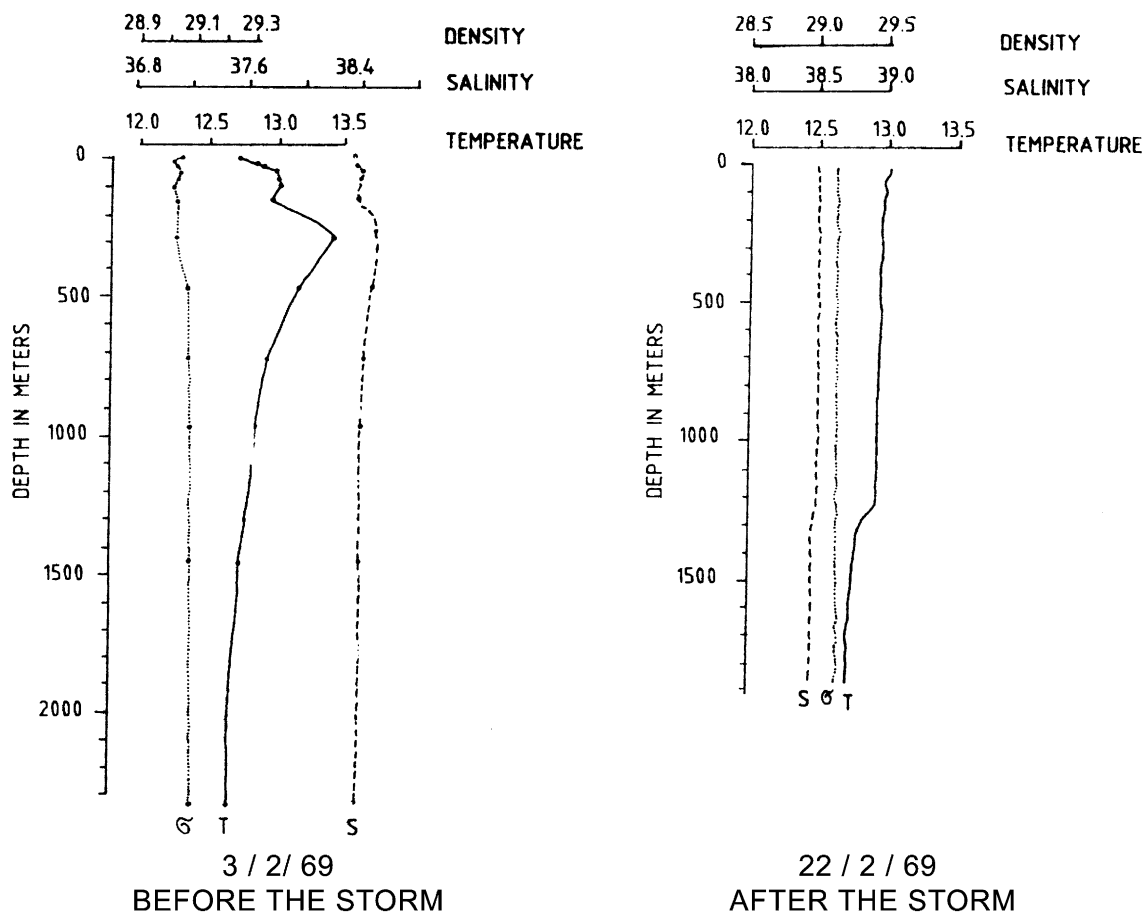 28.9 29.1 29.3
DENSITY
36.8 37.6 38.4
SALINITY
12.0 12.5 13.0 13.5
TEMPERATURE
0
500
1000
1500
2000
DEPTH IN METERS
σ T S
3 / 2/ 69
BEFORE THE STORM
28.5 29.0 29.5
DENSITY
38.0 38.5 39.0
SALINITY
12.0 12.5 13.0 13.5
TEMPERATURE
0
500
1000
1500
DEPTH IN METERS
S σ T
22 / 2 / 69
AFTER THE STORM